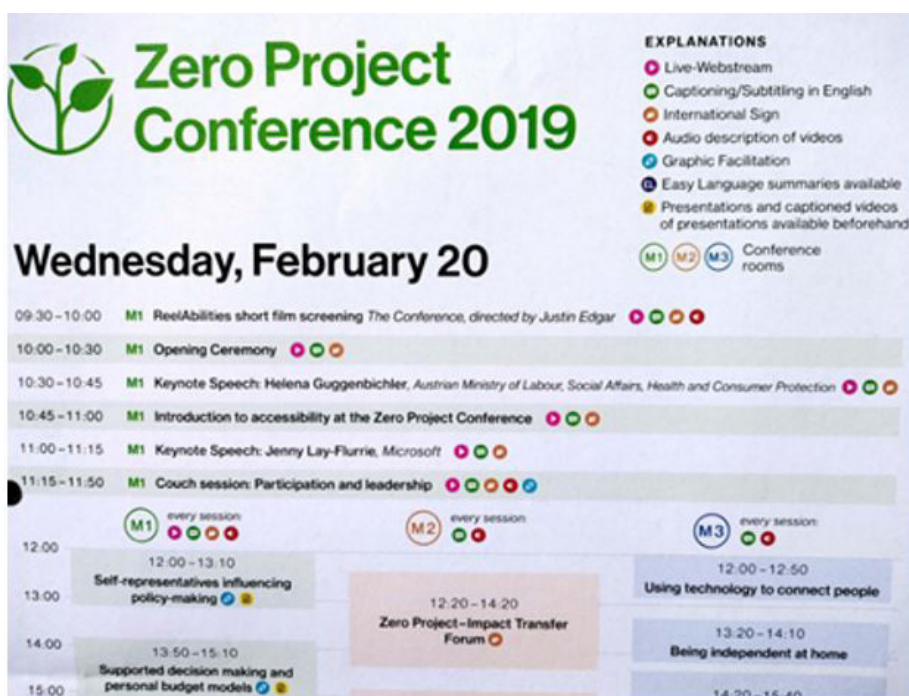 Zero Project
Conference 2019
EXPLANATIONS
Live-Webstream
Captioning/Subtitling in English
International Sign
Audio description of videos
Graphic Facilitation
EL Easy Language summaries available
Presentations and captioned videos
of presentations available beforehand
M1 M2 M3 Conference
rooms
Wednesday, February 20
09:30–10:00 M1 ReelAbilities short film screening The Conference, directed by Justin Edgar
10:00–10:30 M1 Opening Ceremony
10:30–10:45 M1 Keynote Speech: Helena Guggenbichler, Austrian Ministry of Labour, Social Affairs, Health and Consumer Protection
10:45–11:00 M1 Introduction to accessibility at the Zero Project Conference
11:00–11:15 M1 Keynote Speech: Jenny Lay-Flurrie, Microsoft
11:15–11:50 M1 Couch session: Participation and leadership
M1 every session:
M2 every session:
M3 every session:
12:00
12:00–13:10
Self-representatives influencing
policy-making
12:20–14:20
Zero Project–Impact Transfer
Forum
12:00–12:50
Using technology to connect people
13:00
13:20–14:10
Being independent at home
14:00
13:50–15:10
Supported decision making and
personal budget models
14:20–15:40
15:00